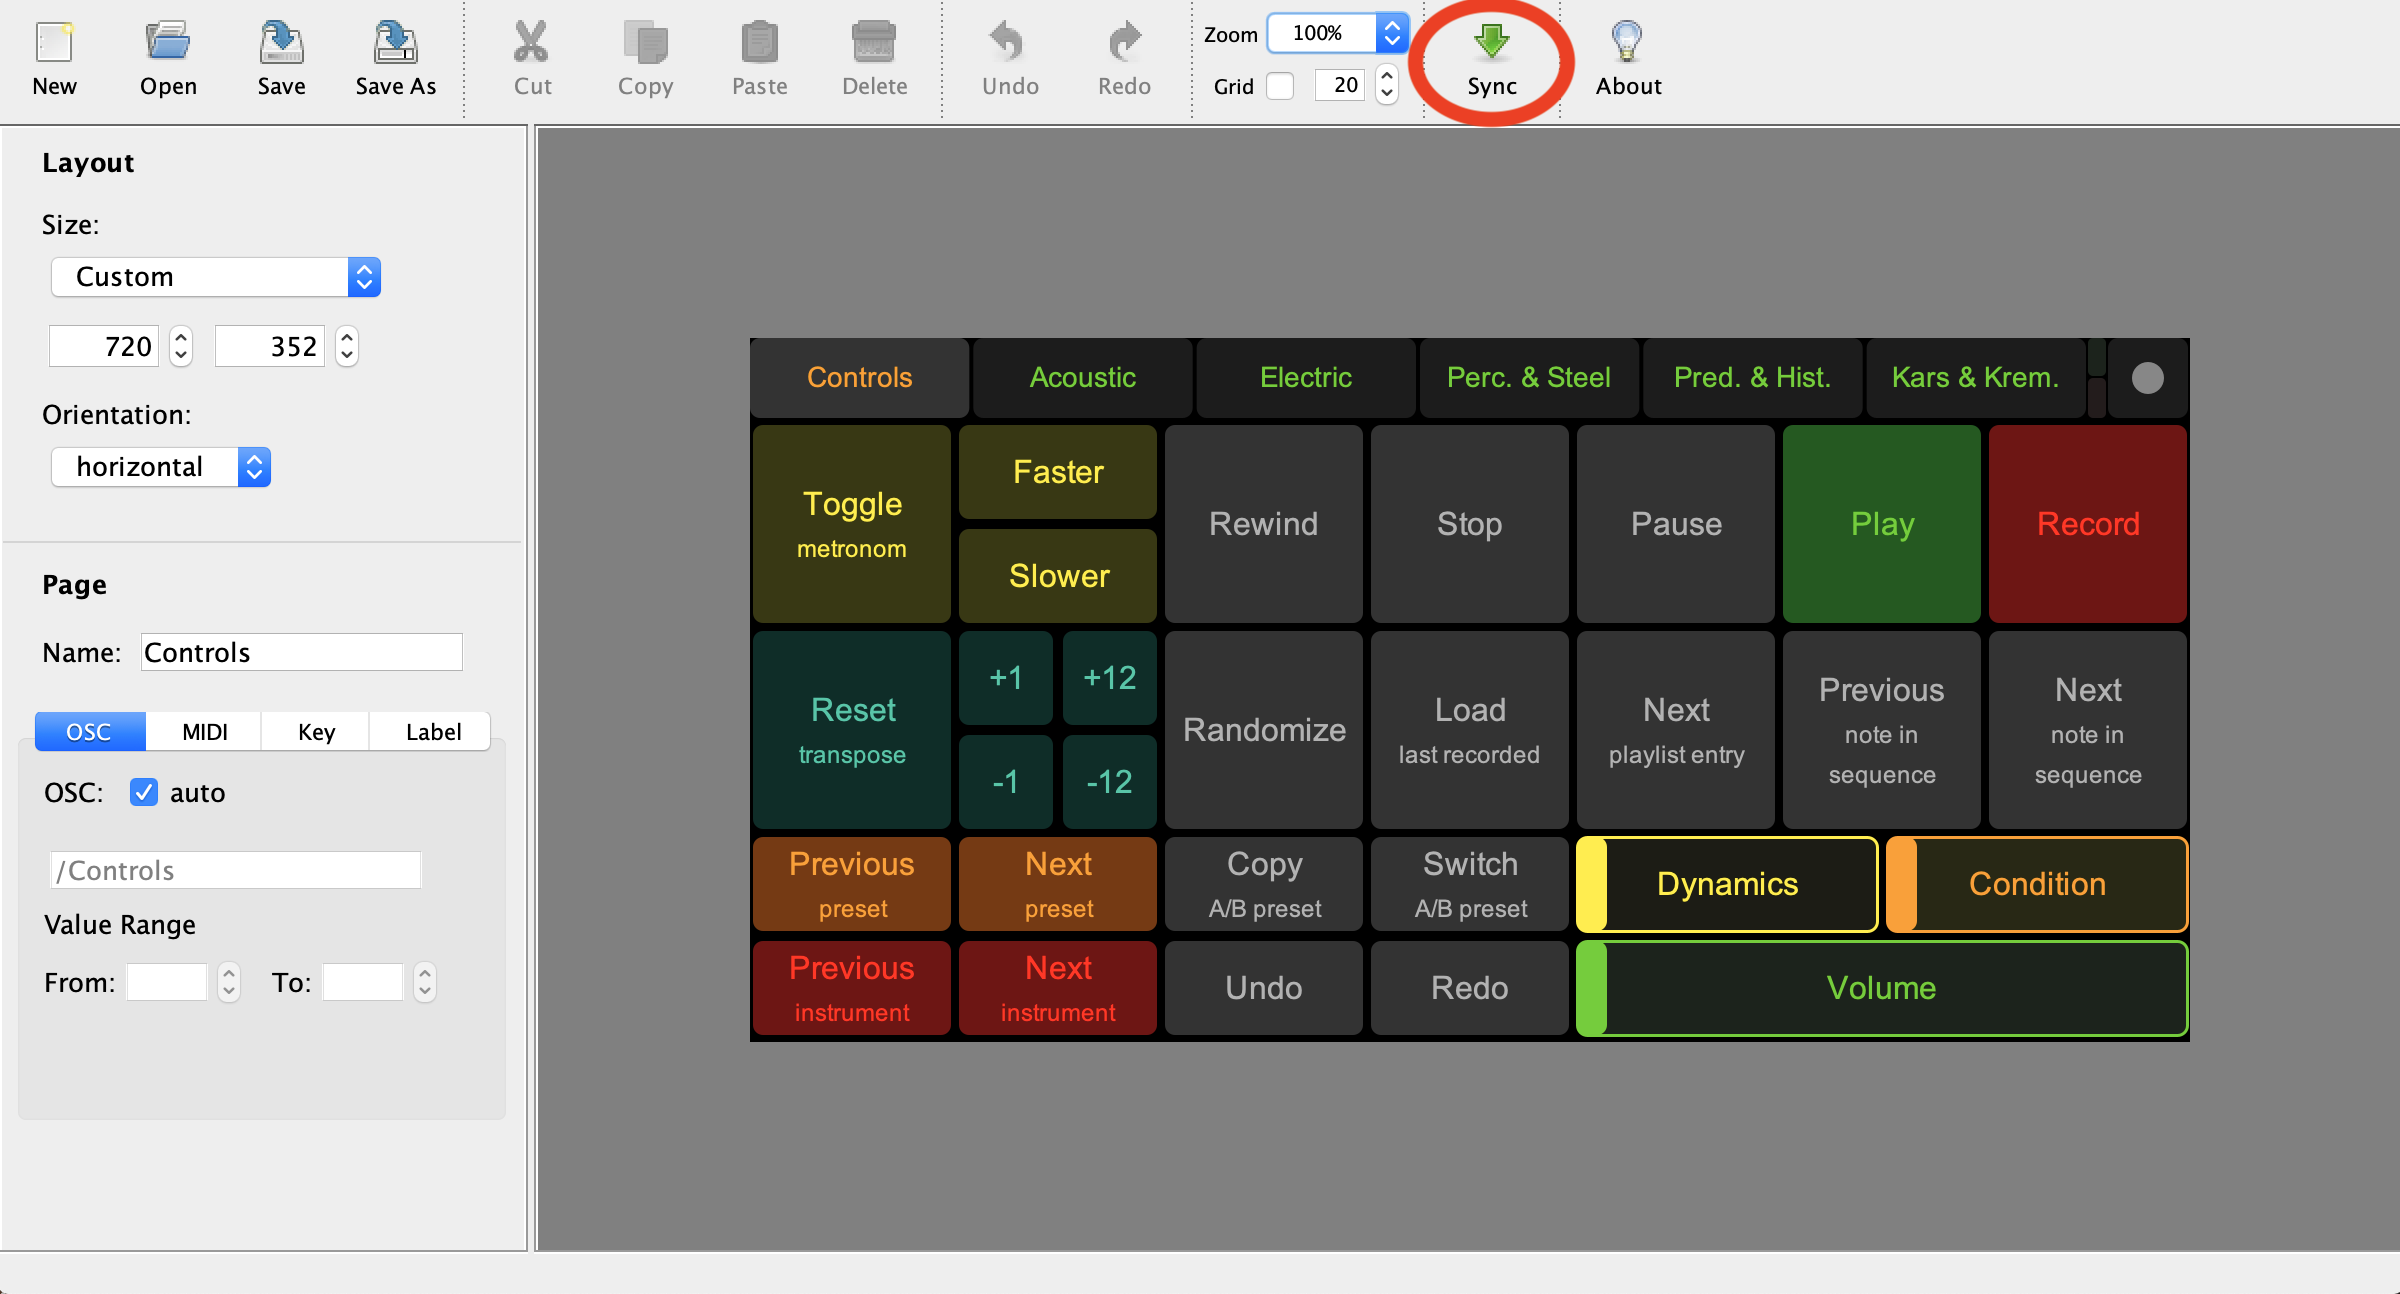 New
Open
Save
Save As
Cut
Copy
Paste
Delete
Undo
Redo
Zoom 100%
Grid 20
Sync
About
Layout
Size:
Custom
720 352
Orientation:
horizontal
Page
Name: Controls
OSC MIDI Key Label
OSC: auto
/Controls
Value Range
From: To:
Controls Acoustic Electric Perc. & Steel Pred. & Hist. Kars & Krem.
Toggle
metronom
Faster
Slower
Rewind
Stop
Pause
Play
Record
Reset
transpose
+1
+12
-1
-12
Randomize
Load
last recorded
Next
playlist entry
Previous
note in
sequence
Next
note in
sequence
Previous
preset
Next
preset
Copy
A/B preset
Switch
A/B preset
Dynamics
Condition
Previous
instrument
Next
instrument
Undo
Redo
Volume